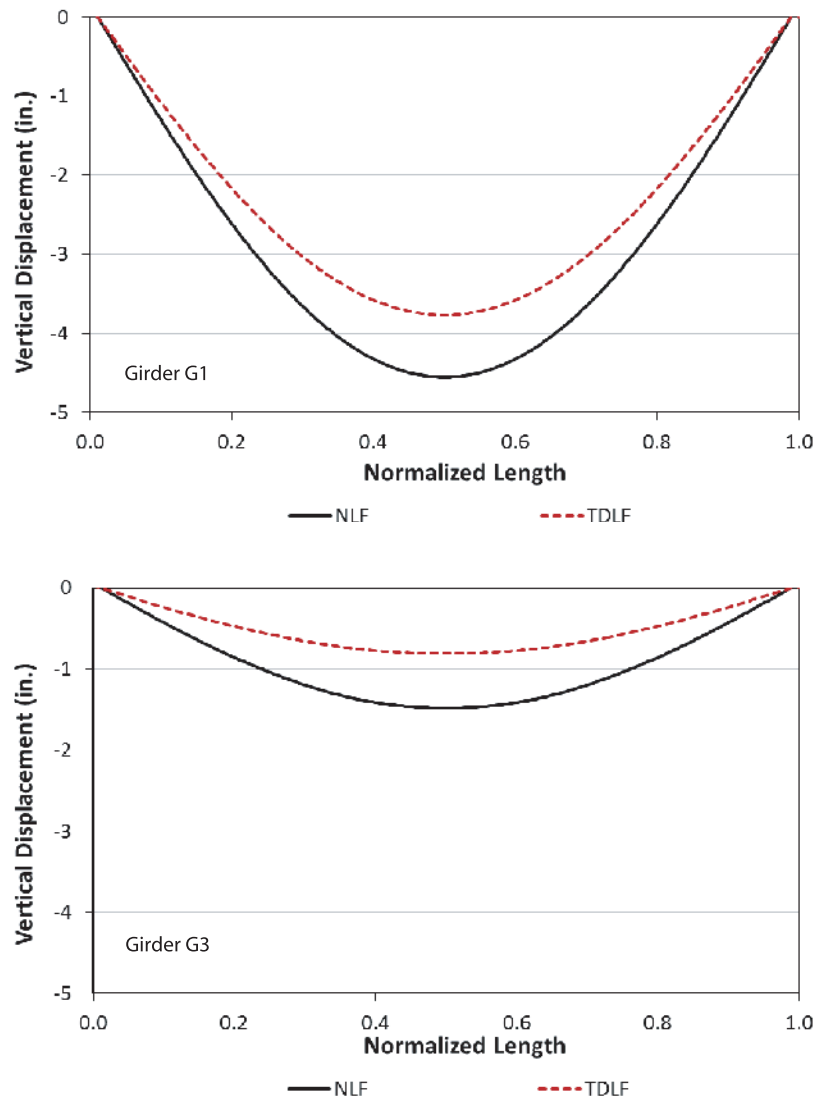 0
-1
-2
-3
-4
-5
Vertical Displacement (in.)
Girder G1
0.0 0.2 0.4 0.6 0.8 1.0
Normalized Length
NLF TDLF
0
-1
-2
-3
-4
-5
Vertical Displacement (in.)
Girder G3
0.0 0.2 0.4 0.6 0.8 1.0
Normalized Length
NLF TDLF